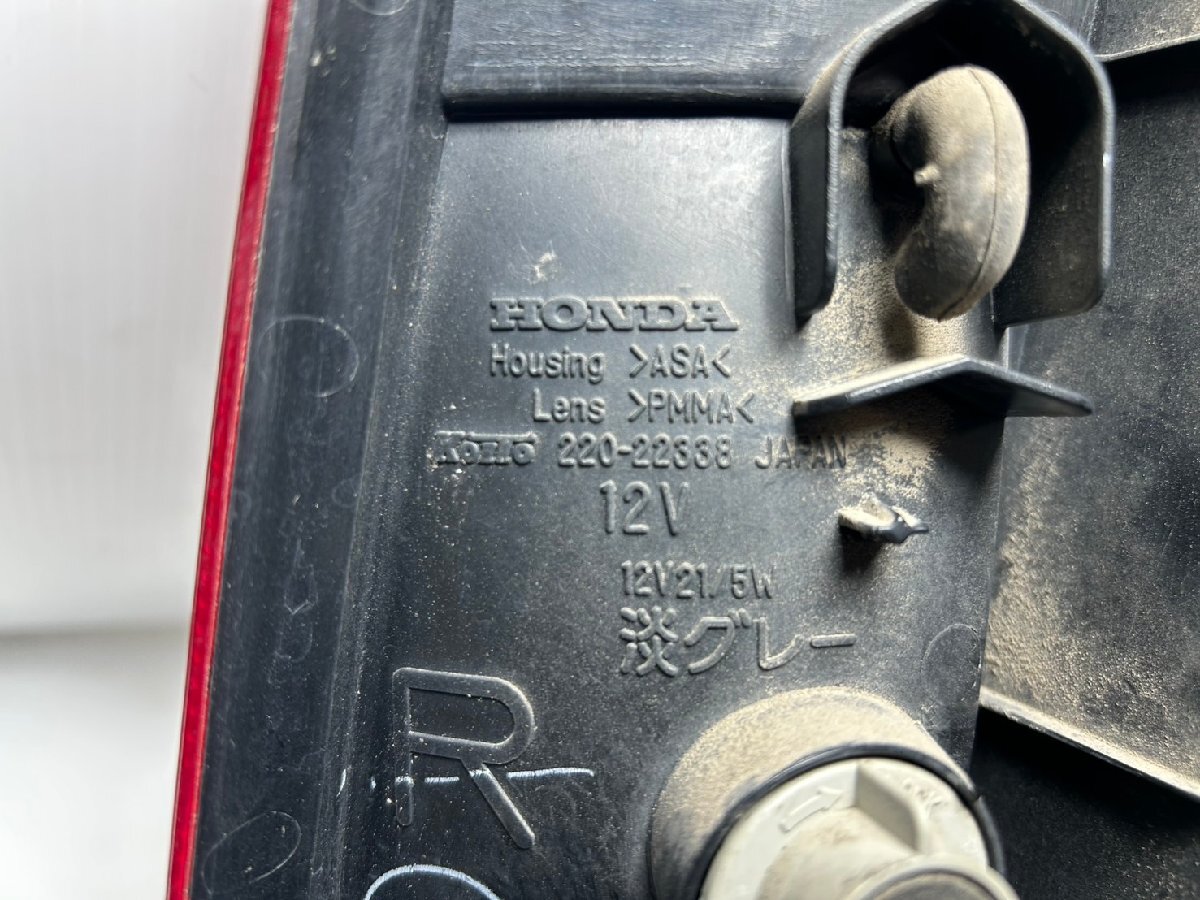 HONDA
Housing >ASA<
Lens >PMMA<
KOITO 220-22338 JAPAN
12V
12V21/5W
淡グレー
R